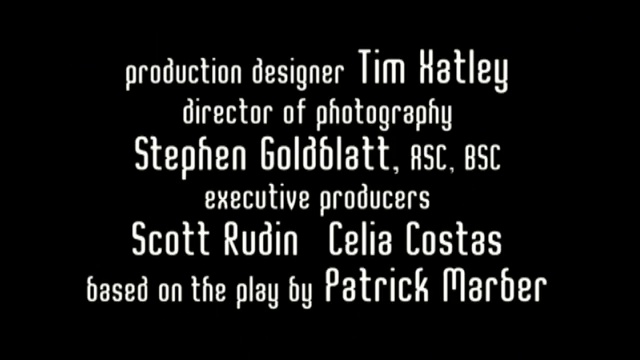 production designer Tim Hatley
director of photography
Stephen Goldblatt, ASC, BSC
executive producers
Scott Rudin Celia Costas
based on the play by Patrick Marber